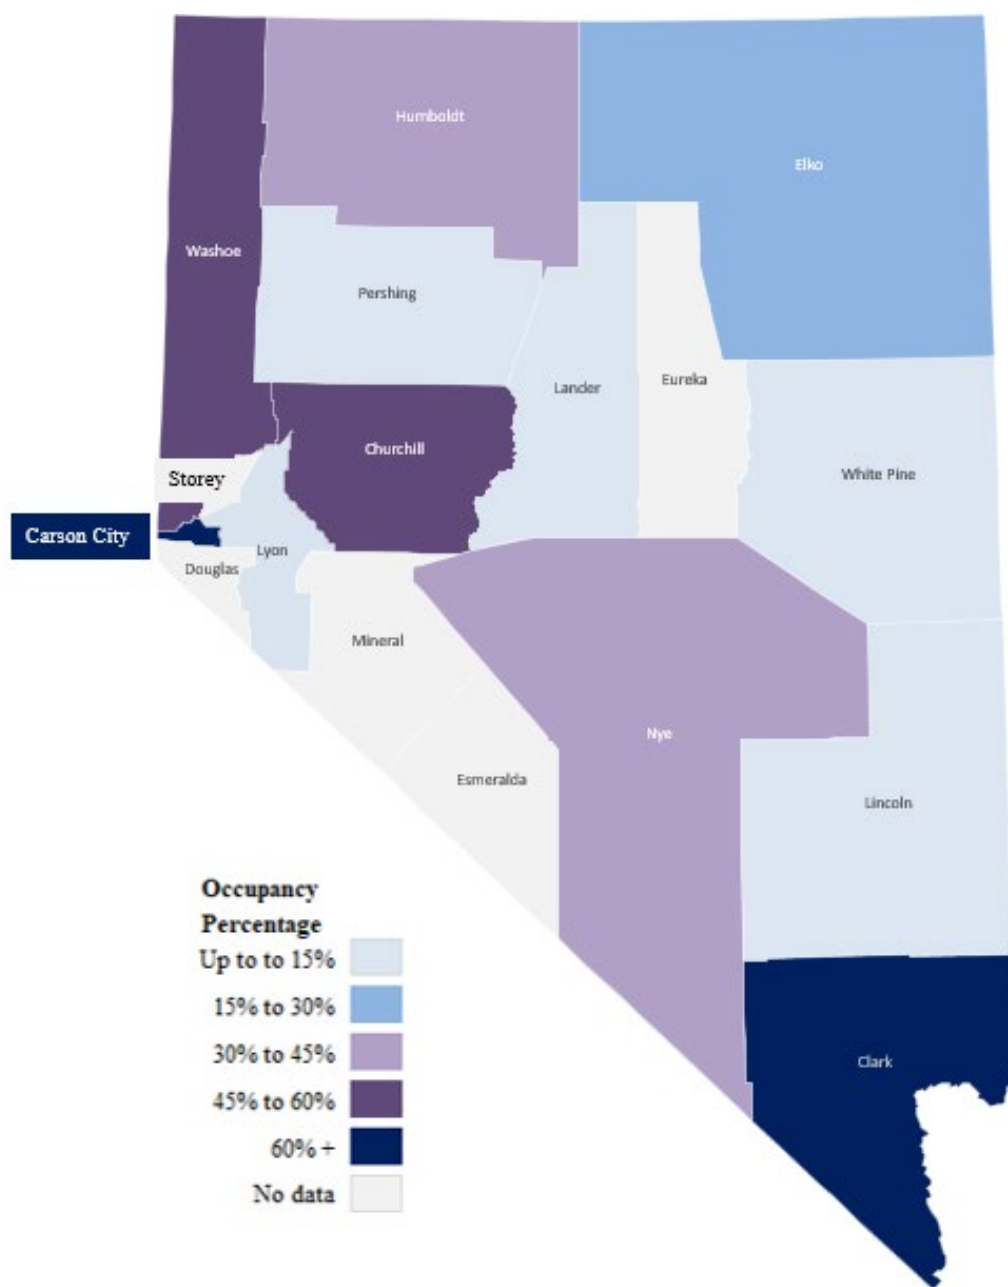 Humboldt
Elko
Washoe
Pershing
Lander
Eureka
Churchill
White Pine
Storey
Carson City
Lyon
Douglas
Mineral
Nye
Esmeralda
Lincoln
Occupancy
Percentage
Up to to 15%
15% to 30%
30% to 45%
45% to 60%
60% +
No data
Clark